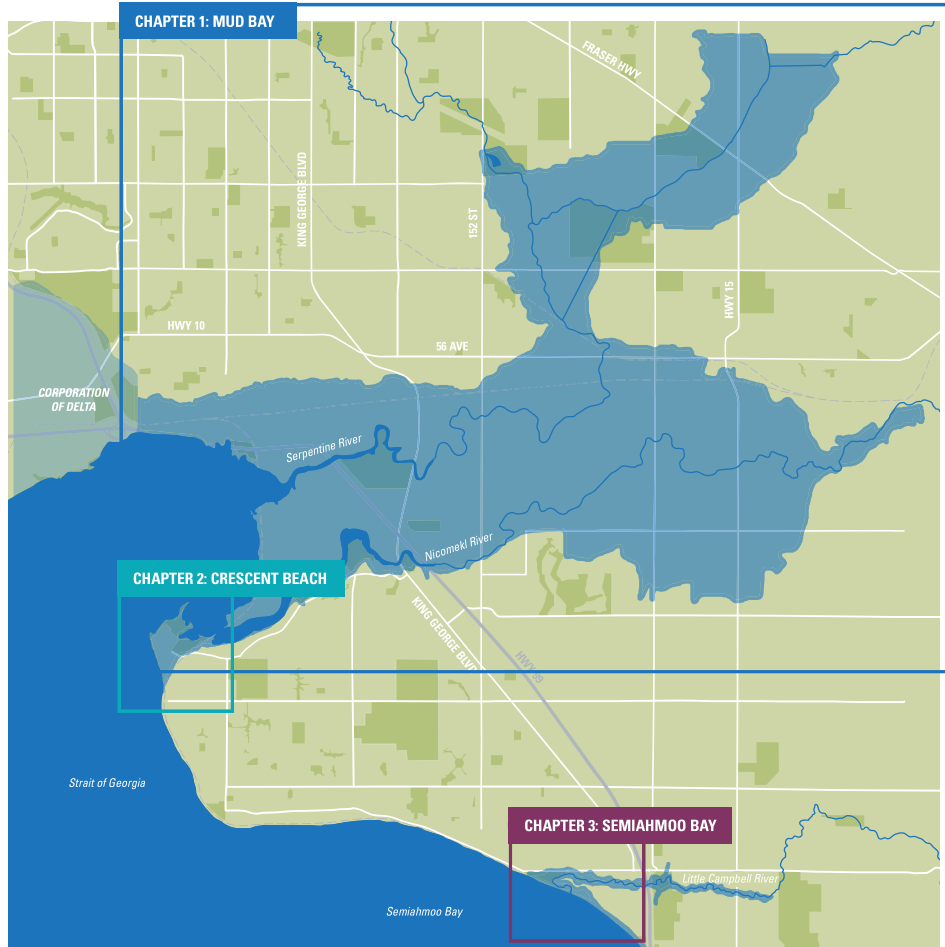 CHAPTER 1: MUD BAY
FRASER HWY
KING GEORGE BLVD
152 ST
HWY 15
HWY 10
56 AVE
CORPORATION
OF DELTA
Serpentine River
Nicomekl River
CHAPTER 2: CRESCENT BEACH
KING GEORGE BLVD
HWY 99
Strait of Georgia
CHAPTER 3: SEMIAHMOO BAY
Little Campbell River
Semiahmoo Bay